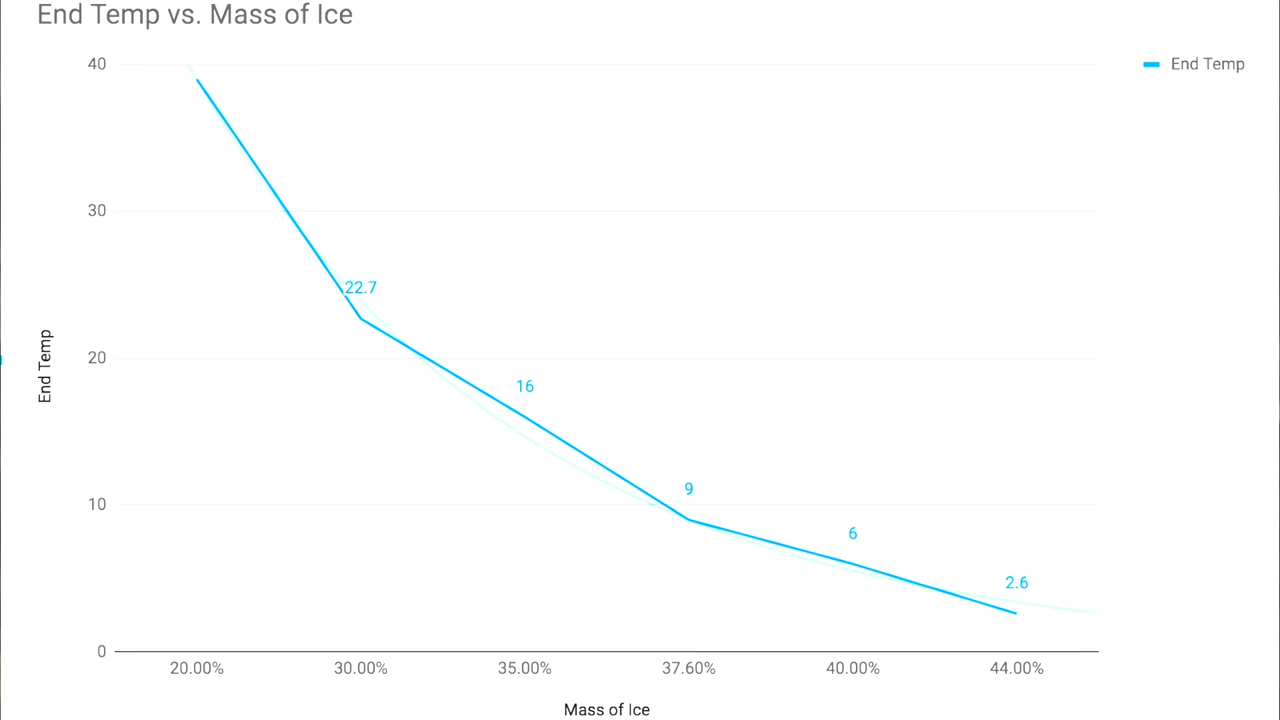 End Temp vs. Mass of Ice
End Temp
40
30
20
10
0
End Temp
22.7
16
9
6
2.6
20.00% 30.00% 35.00% 37.60% 40.00% 44.00%
Mass of Ice